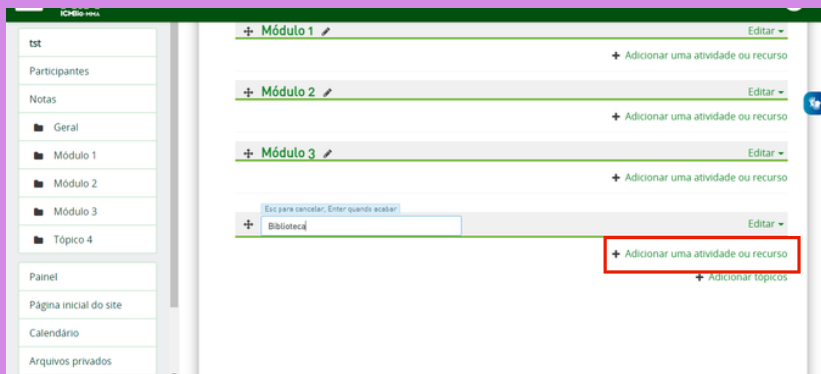 ICMBio-MMA
tst
Participantes
Notas
Geral
Módulo 1
Módulo 2
Módulo 3
Tópico 4
Painel
Página inicial do site
Calendário
Arquivos privados
Módulo 1 Editar
+ Adicionar uma atividade ou recurso
Módulo 2 Editar
+ Adicionar uma atividade ou recurso
Módulo 3 Editar
+ Adicionar uma atividade ou recurso
Esc para cancelar, Enter quando acabar
Biblioteca Editar
+ Adicionar uma atividade ou recurso
+ Adicionar tópicos